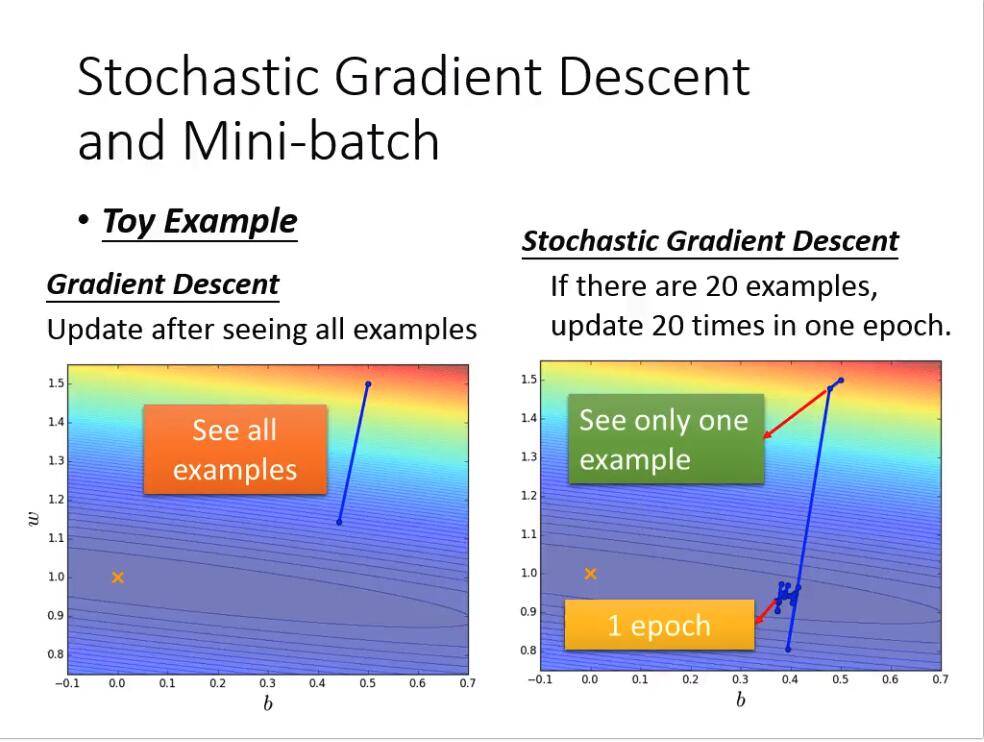 Stochastic Gradient Descent
and Mini-batch
• Toy Example
Gradient Descent
Update after seeing all examples
See all
examples
1.5
1.4
1.3
1.2
1.1
1.0
0.9
0.8
w
−0.1 0.0 0.1 0.2 0.3 0.4 0.5 0.6 0.7
b
Stochastic Gradient Descent
If there are 20 examples,
update 20 times in one epoch.
See only one
example
1 epoch
1.5
1.4
1.3
1.2
1.1
1.0
0.9
0.8
−0.1 0.0 0.1 0.2 0.3 0.4 0.5 0.6 0.7
b